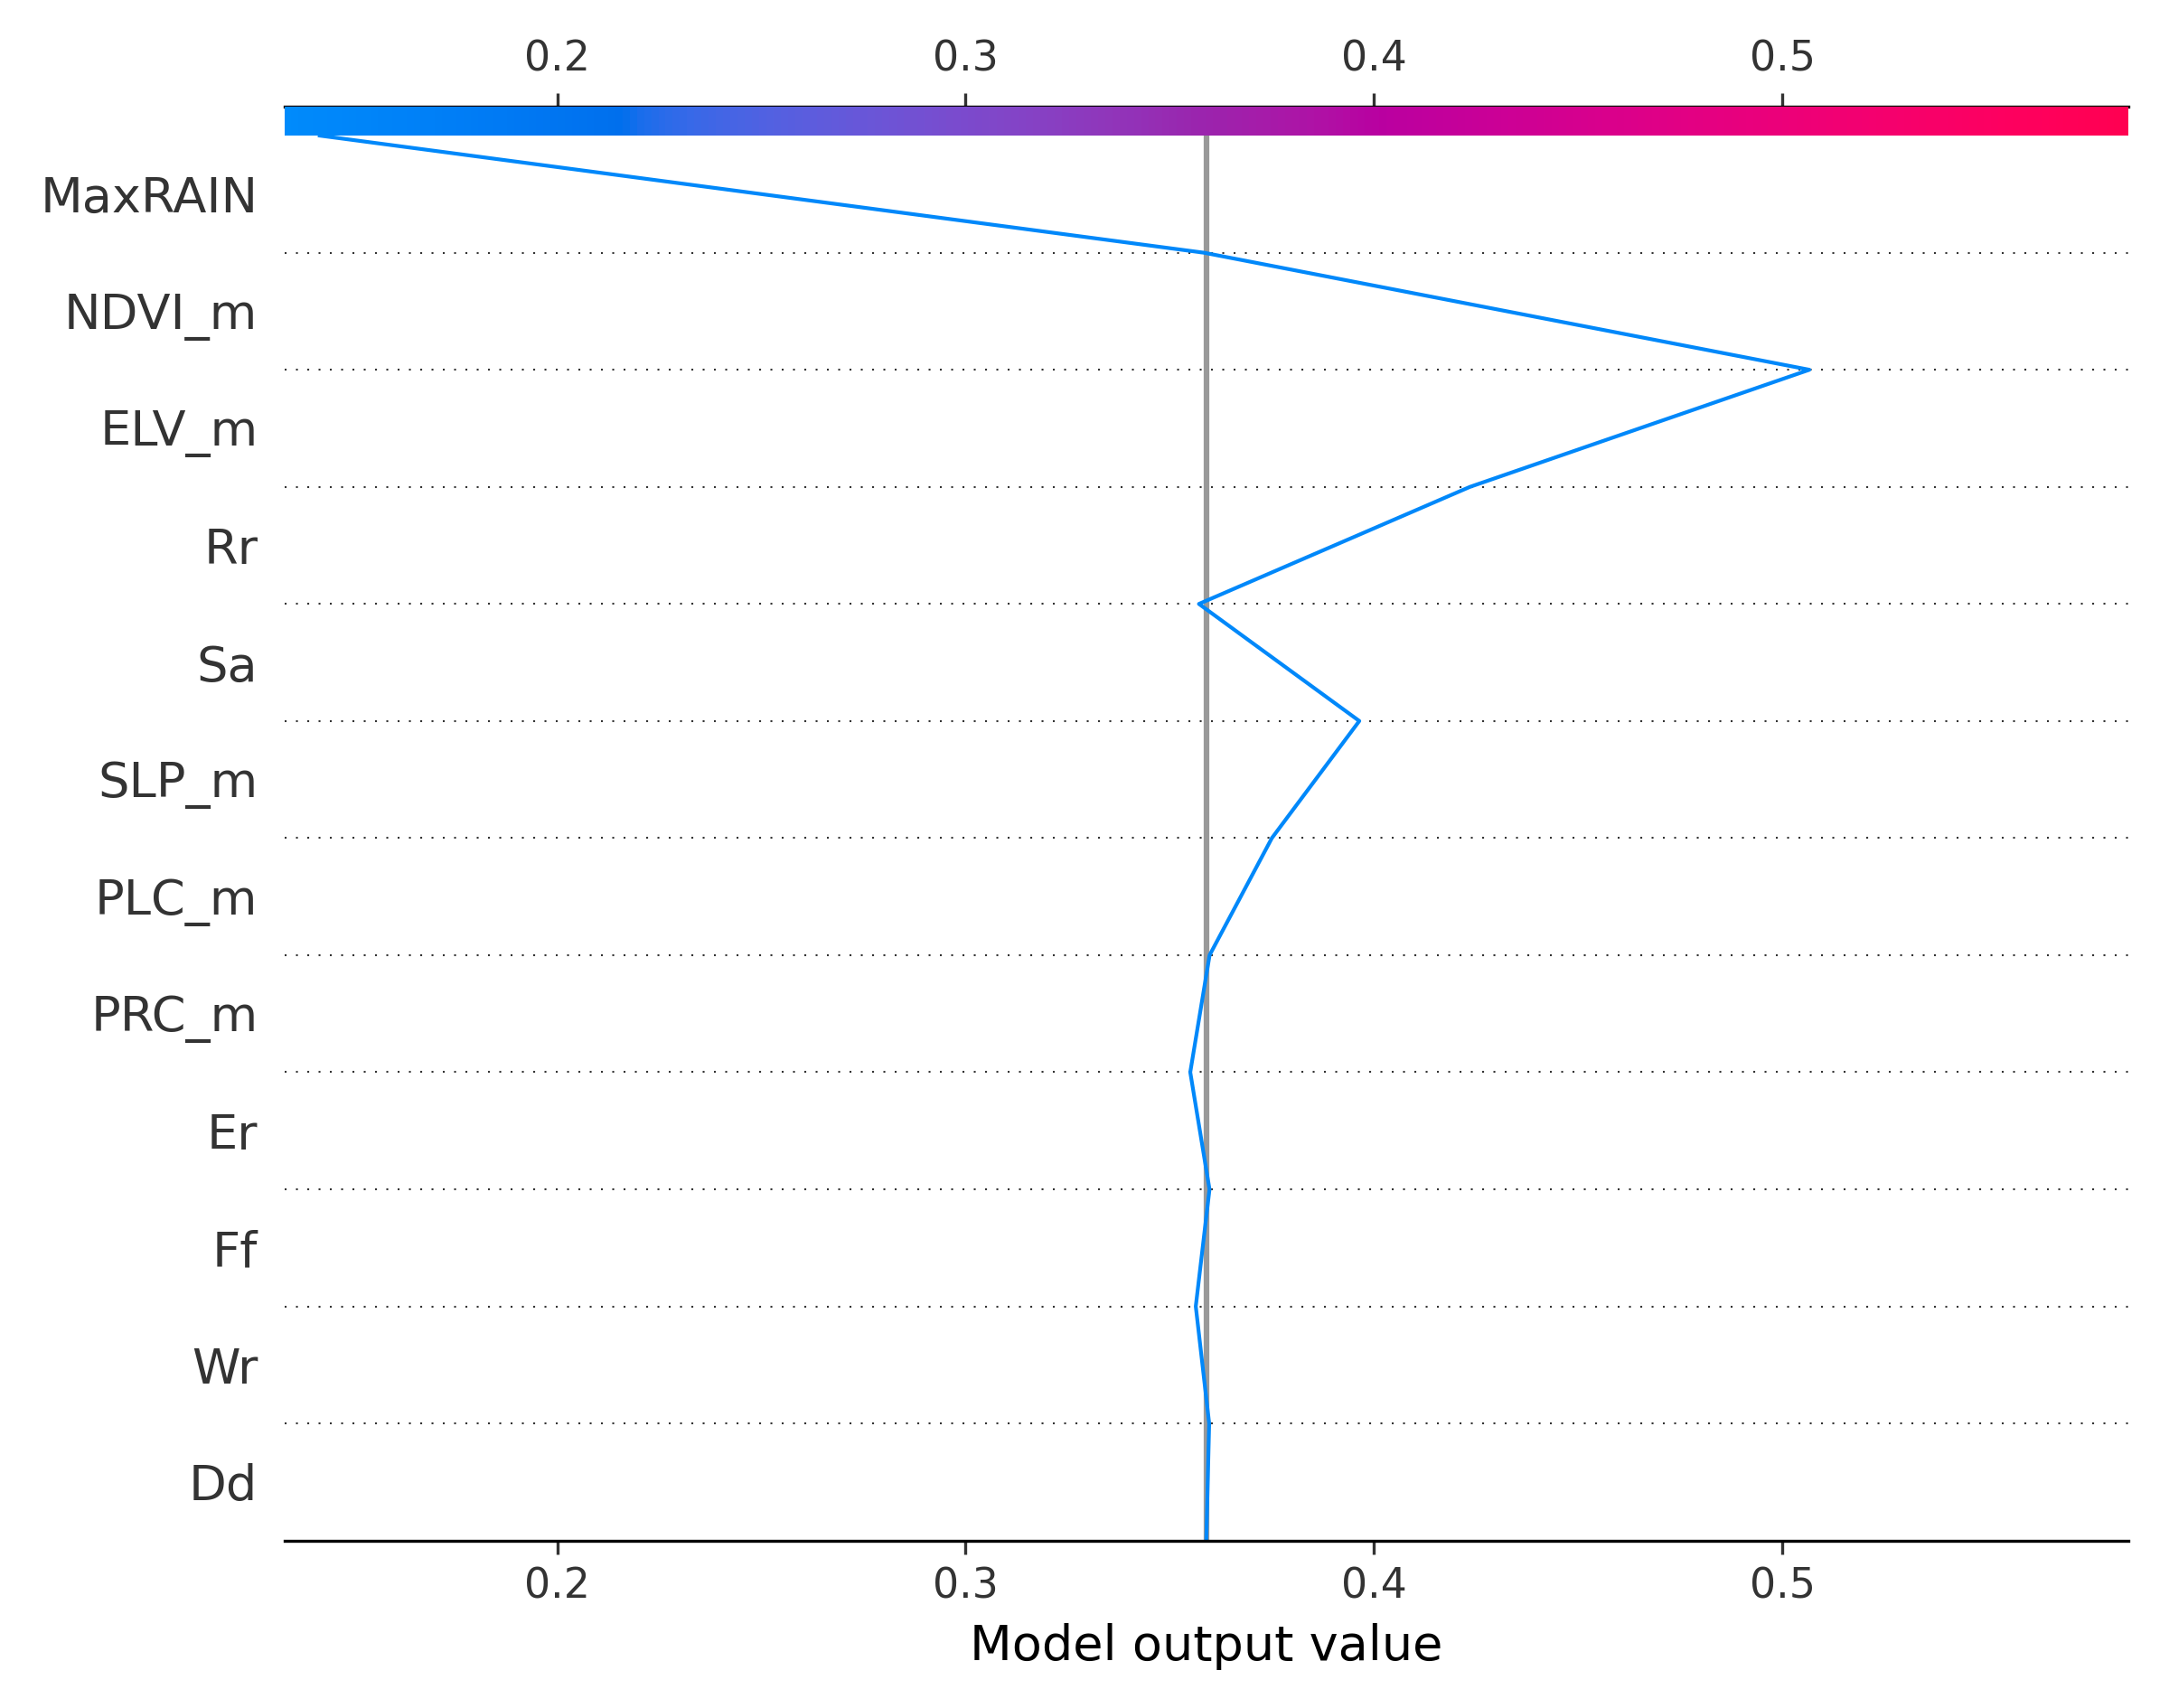 0.2 0.3 0.4 0.5
MaxRAIN
NDVI_m
ELV_m
Rr
Sa
SLP_m
PLC_m
PRC_m
Er
Ff
Wr
Dd
0.2 0.3 0.4 0.5
Model output value